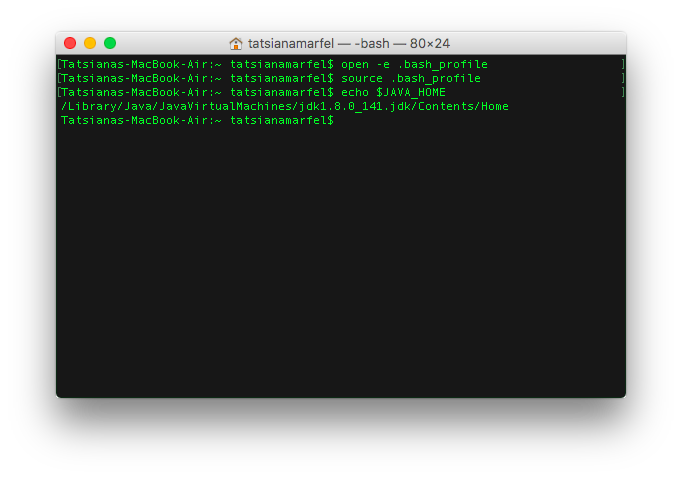 tatsianamarfel — -bash — 80×24
[Tatsianas-MacBook-Air:~ tatsianamarfel$ open -e .bash_profile ]
[Tatsianas-MacBook-Air:~ tatsianamarfel$ source .bash_profile ]
[Tatsianas-MacBook-Air:~ tatsianamarfel$ echo $JAVA_HOME ]
/Library/Java/JavaVirtualMachines/jdk1.8.0_141.jdk/Contents/Home
Tatsianas-MacBook-Air:~ tatsianamarfel$